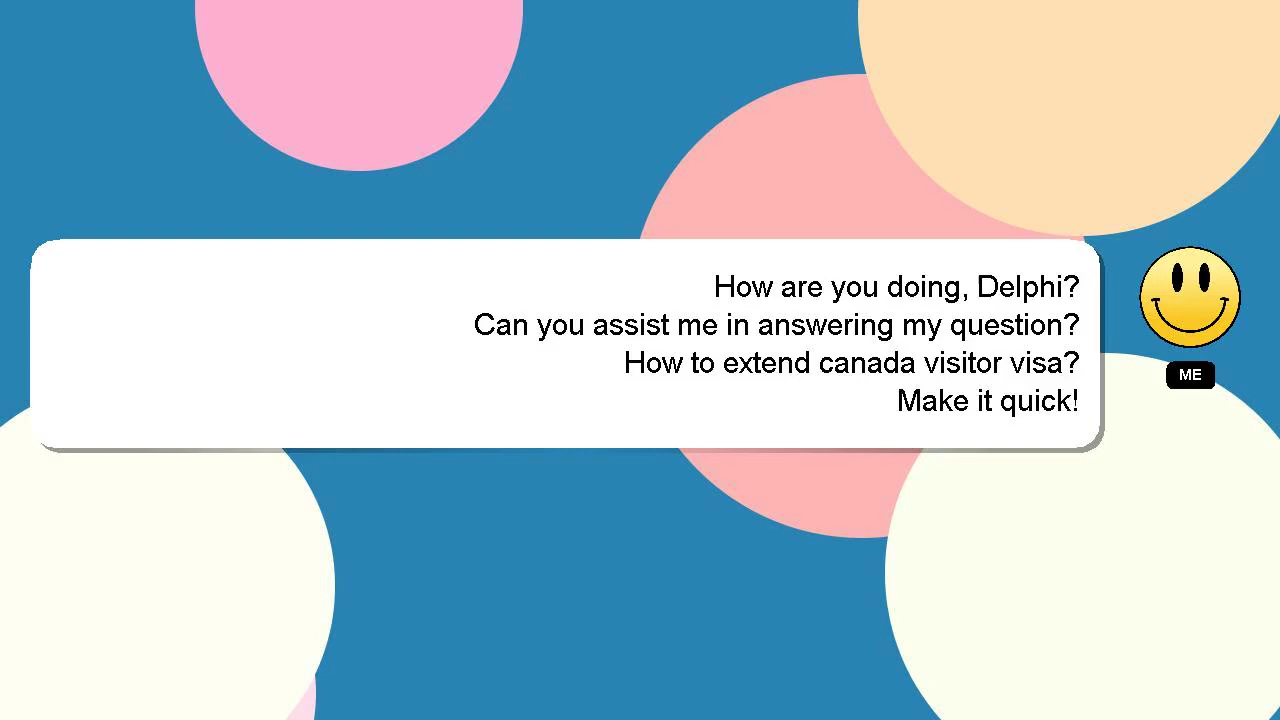 How are you doing, Delphi?
Can you assist me in answering my question?
How to extend canada visitor visa?
Make it quick!
ME